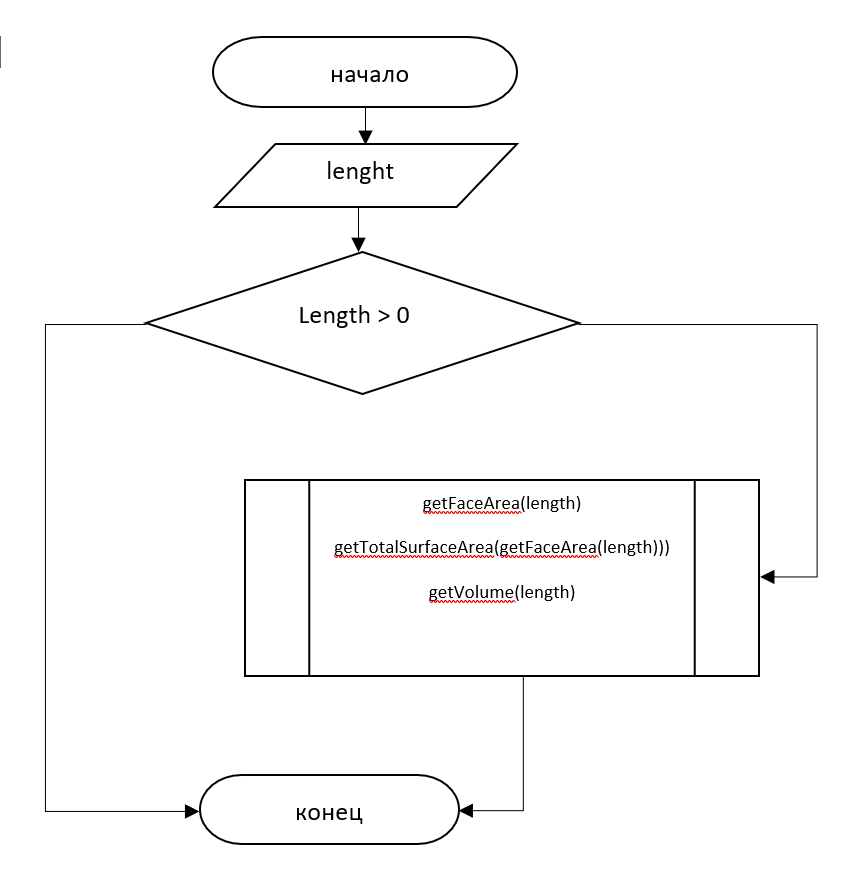 начало
lenght
Length > 0
getFaceArea(length)
getTotalSurfaceArea(getFaceArea(length)))
getVolume(length)
конец